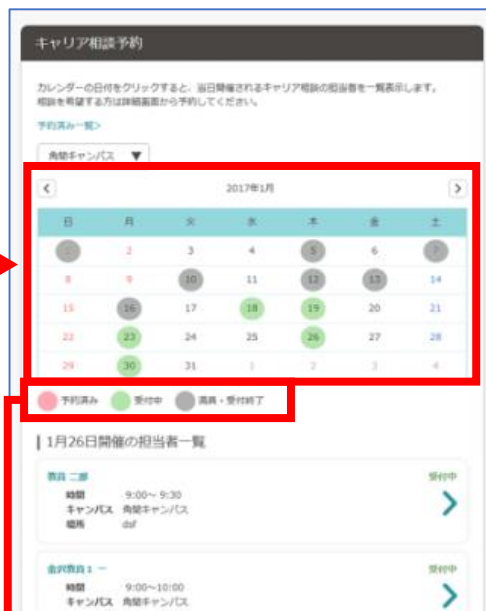 キャリア相談予約
カレンダーの日付をクリックすると、当日開催されるキャリア相談の担当者を一覧表示します。
相談を希望する方は詳細画面から予約してください。
予約済み一覧>
角間キャンパス ▼
< 2017年1月 >
日 月 火 水 木 金 土
1 2 3 4 5 6 7
8 9 10 11 12 13 14
15 16 17 18 19 20 21
22 23 24 25 26 27 28
29 30 31 1 2 3 4
予約済み 受付中 満員・受付終了
1月26日開催の担当者一覧
教員 二郎 受付中
時間 9:00～ 9:30
キャンパス 角間キャンパス
場所 dsf
金沢教員1 一 受付中
時間 9:00～10:00
キャンパス 角間キャンパス